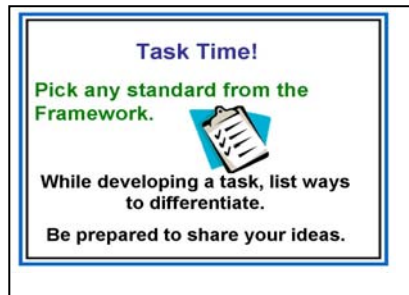 Task Time!
Pick any standard from the
Framework.
While developing a task, list ways
to differentiate.
Be prepared to share your ideas.